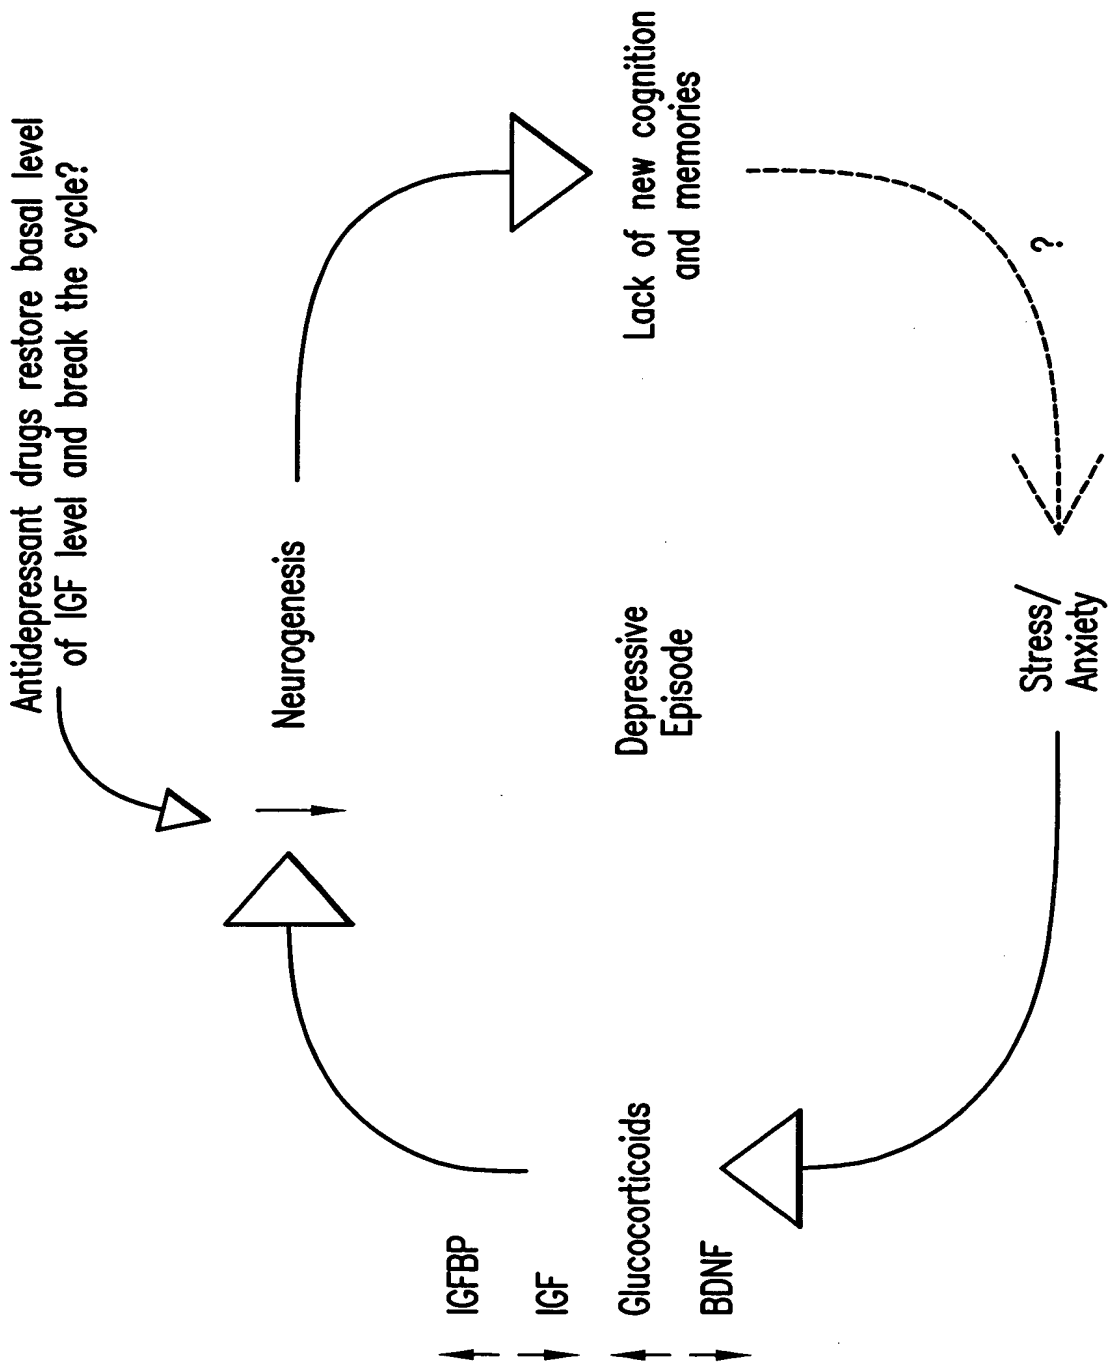 Antidepressant drugs restore basal level
of IGF level and break the cycle?
Neurogenesis
IGFBP
IGF
Glucocorticoids
BDNF
Depressive
Episode
Lack of new cognition
and memories
?
Stress/
Anxiety